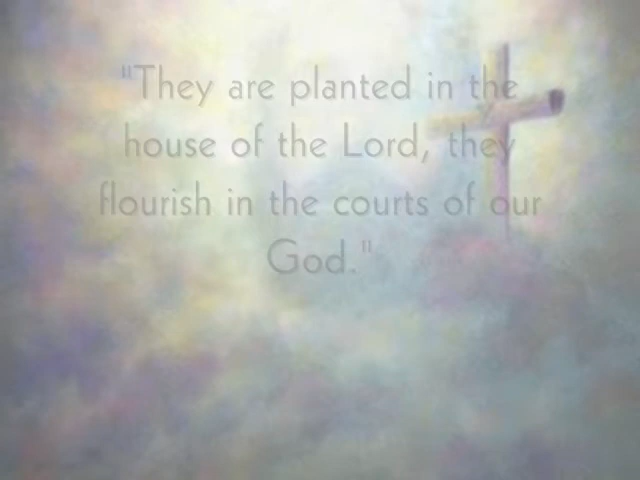 "They are planted in the
house of the Lord, they
flourish in the courts of our
God."